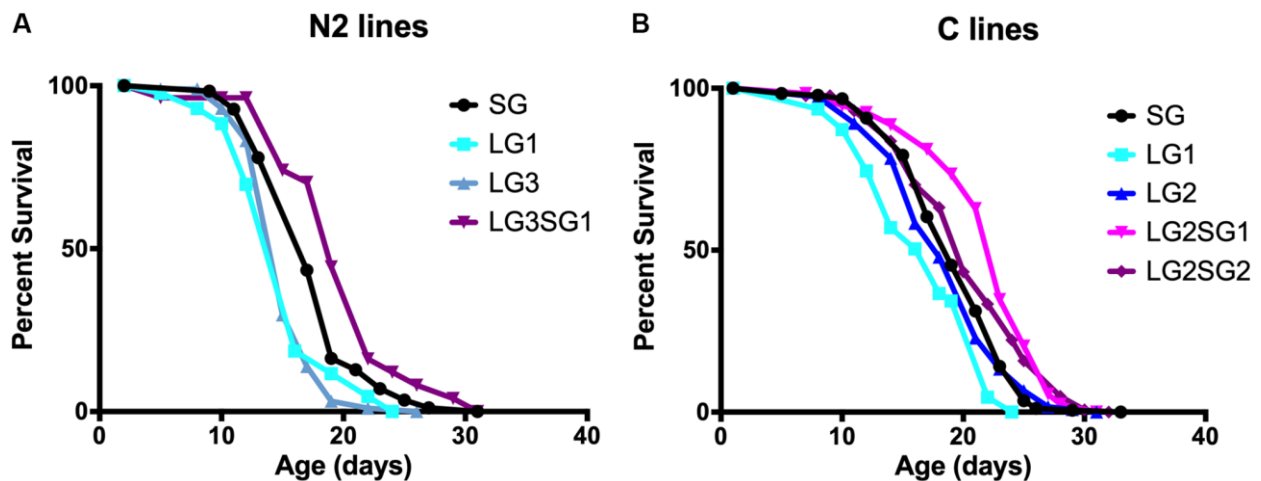 A
N2 lines
Percent Survival
100
50
0
0
10
20
30
40
Age (days)
SG
LG1
LG3
LG3SG1
B
C lines
Percent Survival
100
50
0
0
10
20
30
40
Age (days)
SG
LG1
LG2
LG2SG1
LG2SG2